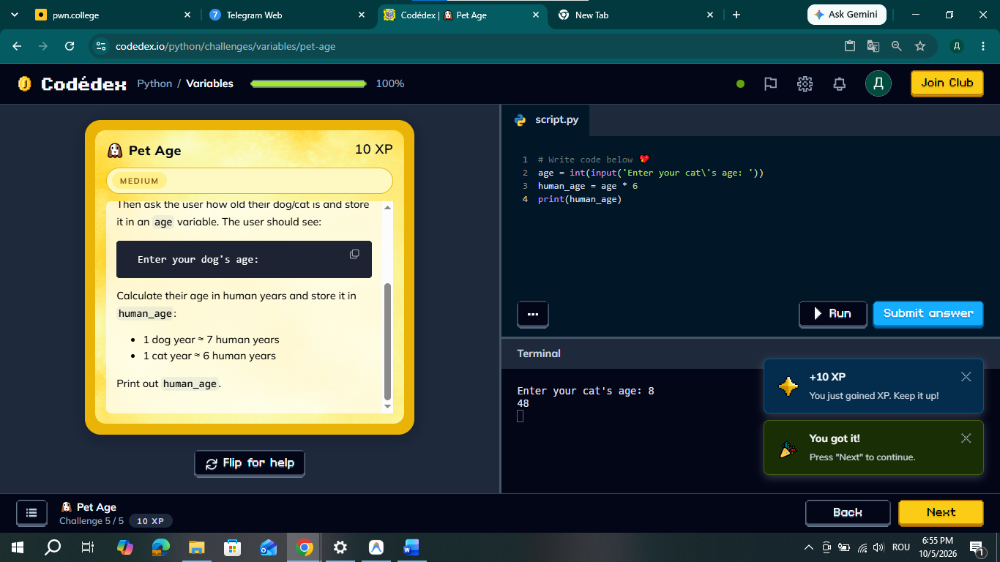 pwn.college
Telegram Web
Codédex | Pet Age
New Tab
Ask Gemini
codedex.io/python/challenges/variables/pet-age
Д
Codédex
Python / Variables
100%
Д
Join Club
Pet Age
10 XP
MEDIUM
Then ask the user how old their dog/cat is and store
it in an age variable. The user should see:
Enter your dog's age:
Calculate their age in human years and store it in
human_age:
• 1 dog year ≈ 7 human years
• 1 cat year ≈ 6 human years
Print out human_age.
Flip for help
script.py
1 # Write code below ❤️
2 age = int(input('Enter your cat\'s age: '))
3 human_age = age * 6
4 print(human_age)
Run
Submit answer
Terminal
Enter your cat's age: 8
48
+10 XP
You just gained XP. Keep it up!
You got it!
Press "Next" to continue.
Pet Age
Challenge 5 / 5 10 XP
Back
Next
ROU
6:55 PM
10/5/2026
1